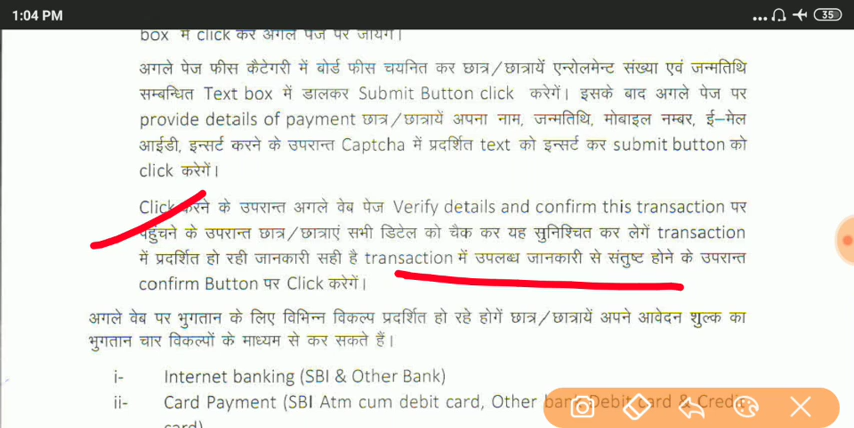 1:04 PM
35
box में click कर अगले पेज पर जायेंगे।
अगले पेज फीस कैटेगरी में बोर्ड फीस चयनित कर छात्र/छात्रायें एन्रोलमेन्ट संख्या एवं जन्मतिथि
सम्बन्धित Text box में डालकर Submit Button click करेगें। इसके बाद अगले पेज पर
provide details of payment छात्र/छात्रायें अपना नाम, जन्मतिथि, मोबाइल नम्बर, ई–मेल
आईडी, इन्सर्ट करने के उपरान्त Captcha में प्रदर्शित text को इन्सर्ट कर submit button को
click करेगें।
Click करने के उपरान्त अगले वेब पेज Verify details and confirm this transaction पर
पहुंचने के उपरान्त छात्र/छात्राएं सभी डिटेल को चैक कर यह सुनिश्चित कर लेगें transaction
में प्रदर्शित हो रही जानकारी सही है transaction में उपलब्ध जानकारी से संतुष्ट होने के उपरान्त
confirm Button पर Click करेगें।
अगले वेब पर भुगतान के लिए विभिन्न विकल्प प्रदर्शित हो रहे होगें छात्र/छात्रायें अपने आवेदन शुल्क का
भुगतान चार विकल्पों के माध्यम से कर सकते हैं।
i- Internet banking (SBI & Other Bank)
ii- Card Payment (SBI Atm cum debit card, Other bank Debit card & Credit
card)